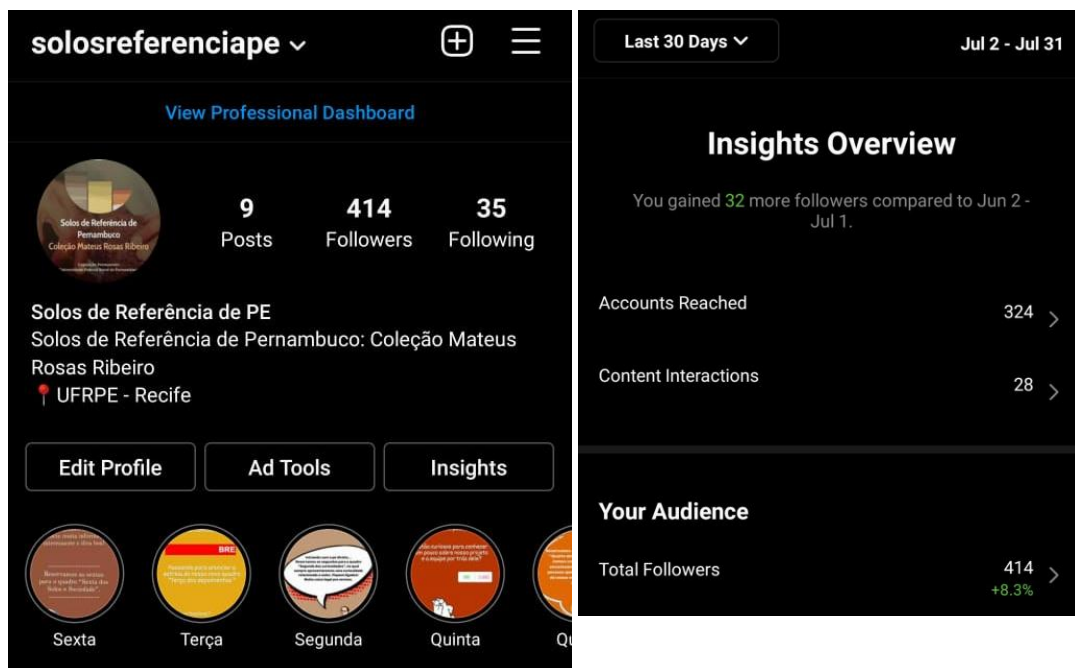 solosreferenciape
View Professional Dashboard
Solos de Referência de
Pernambuco
Coleção Mateus Rosas Ribeiro
9
Posts
414
Followers
35
Following
Solos de Referência de PE
Solos de Referência de Pernambuco: Coleção Mateus
Rosas Ribeiro
📍 UFRPE - Recife
Edit Profile
Ad Tools
Insights
BRE
Sexta
Terça
Segunda
Quinta
Qu
Last 30 Days
Jul 2 - Jul 31
Insights Overview
You gained 32 more followers compared to Jun 2 -
Jul 1.
Accounts Reached
324
Content Interactions
28
Your Audience
Total Followers
414
+8.3%